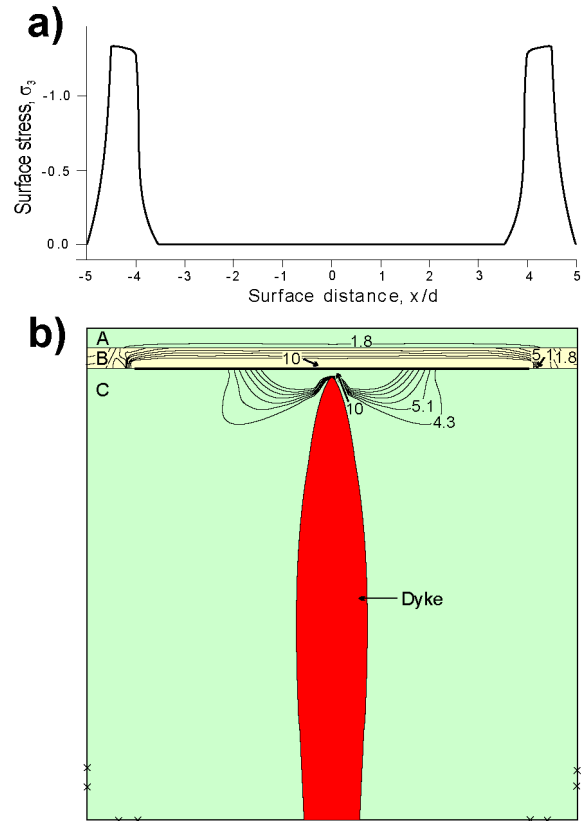 a)
Surface stress, σ3
-1.0
-0.5
0.0
-5 -4 -3 -2 -1 0 1 2 3 4 5
Surface distance, x/d
b)
A
1.8
B
10
5.1
1.8
C
10
5.1
4.3
Dyke